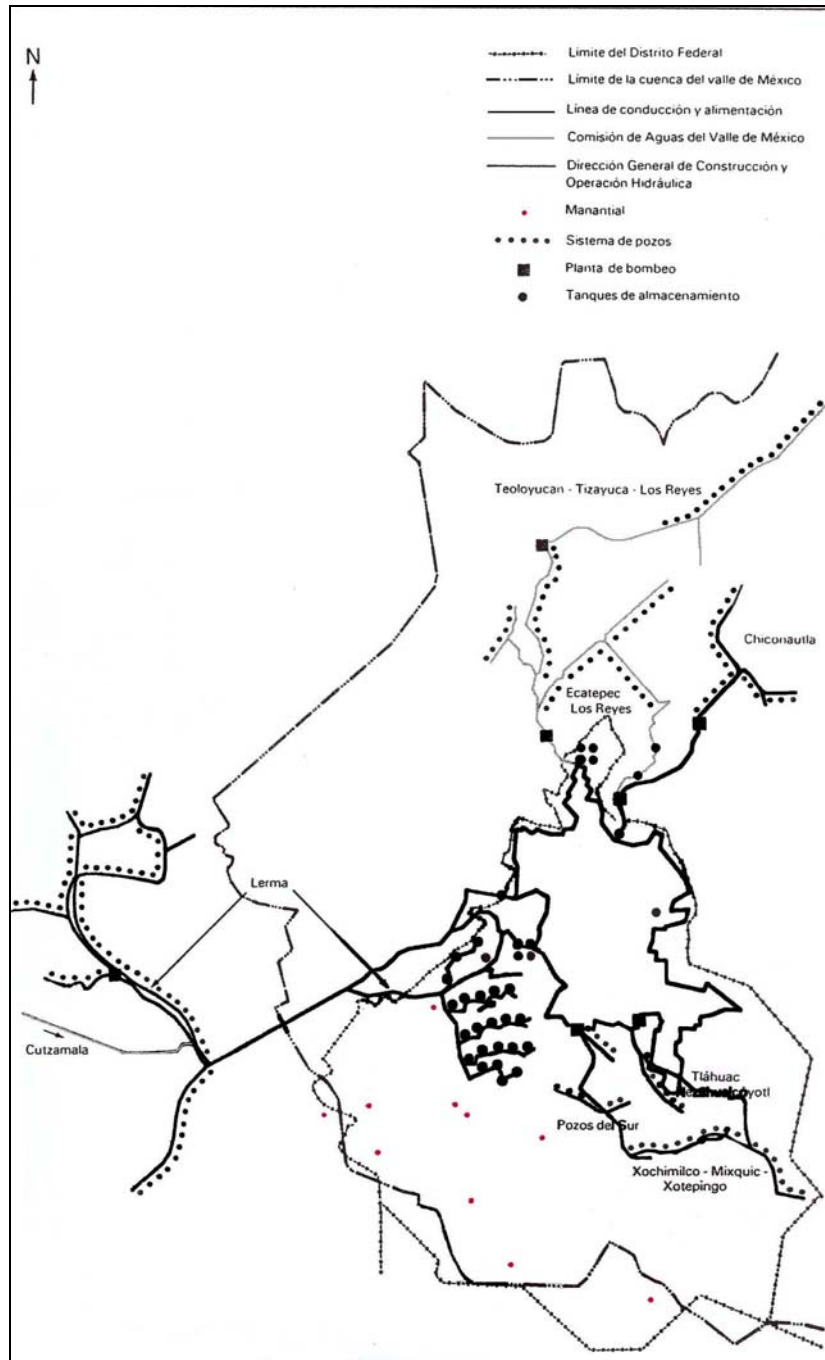 N
Límite del Distrito Federal
Límite de la cuenca del valle de México
Línea de conducción y alimentación
Comisión de Aguas del Valle de México
Dirección General de Construcción y
Operación Hidráulica
Manantial
Sistema de pozos
Planta de bombeo
Tanques de almacenamiento
Teoloyucan - Tizayuca - Los Reyes
Chiconautla
Ecatepec
Los Reyes
Lerma
Cutzamala
Tláhuac
Nezahualcóyotl
Pozos del Sur
Xochimilco - Mixquic -
Xotepingo